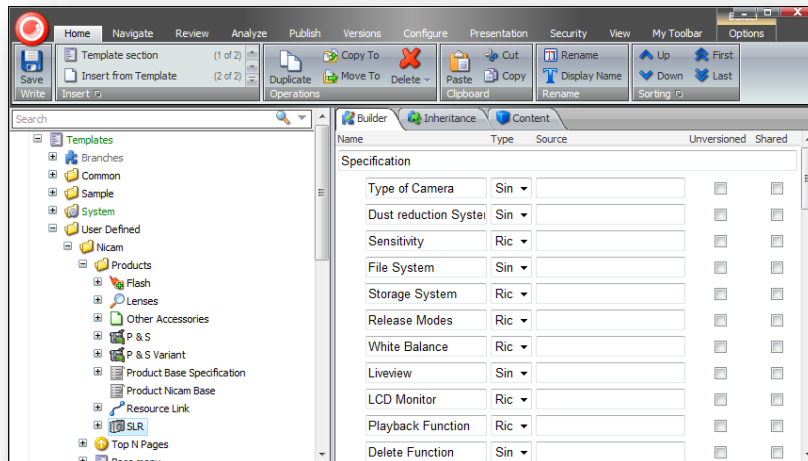 Home Navigate Review Analyze Publish Versions Configure Presentation Security View My Toolbar Options
Template section (1 of 2) Copy To Cut Rename Up First
Insert from Template (2 of 2) Move To Copy Display Name Down Last
Save Duplicate Delete Paste
Write Insert Operations Clipboard Rename Sorting
Search
Templates
Branches
Common
Sample
System
User Defined
Nicam
Products
Flash
Lenses
Other Accessories
P & S
P & S Variant
Product Base Specification
Product Nicam Base
Resource Link
SLR
Top N Pages
Builder Inheritance Content
Name Type Source Unversioned Shared
Specification
Type of Camera Sin
Dust reduction Syster Sin
Sensitivity Ric
File System Sin
Storage System Ric
Release Modes Ric
White Balance Ric
Liveview Sin
LCD Monitor Ric
Playback Function Ric
Delete Function Sin